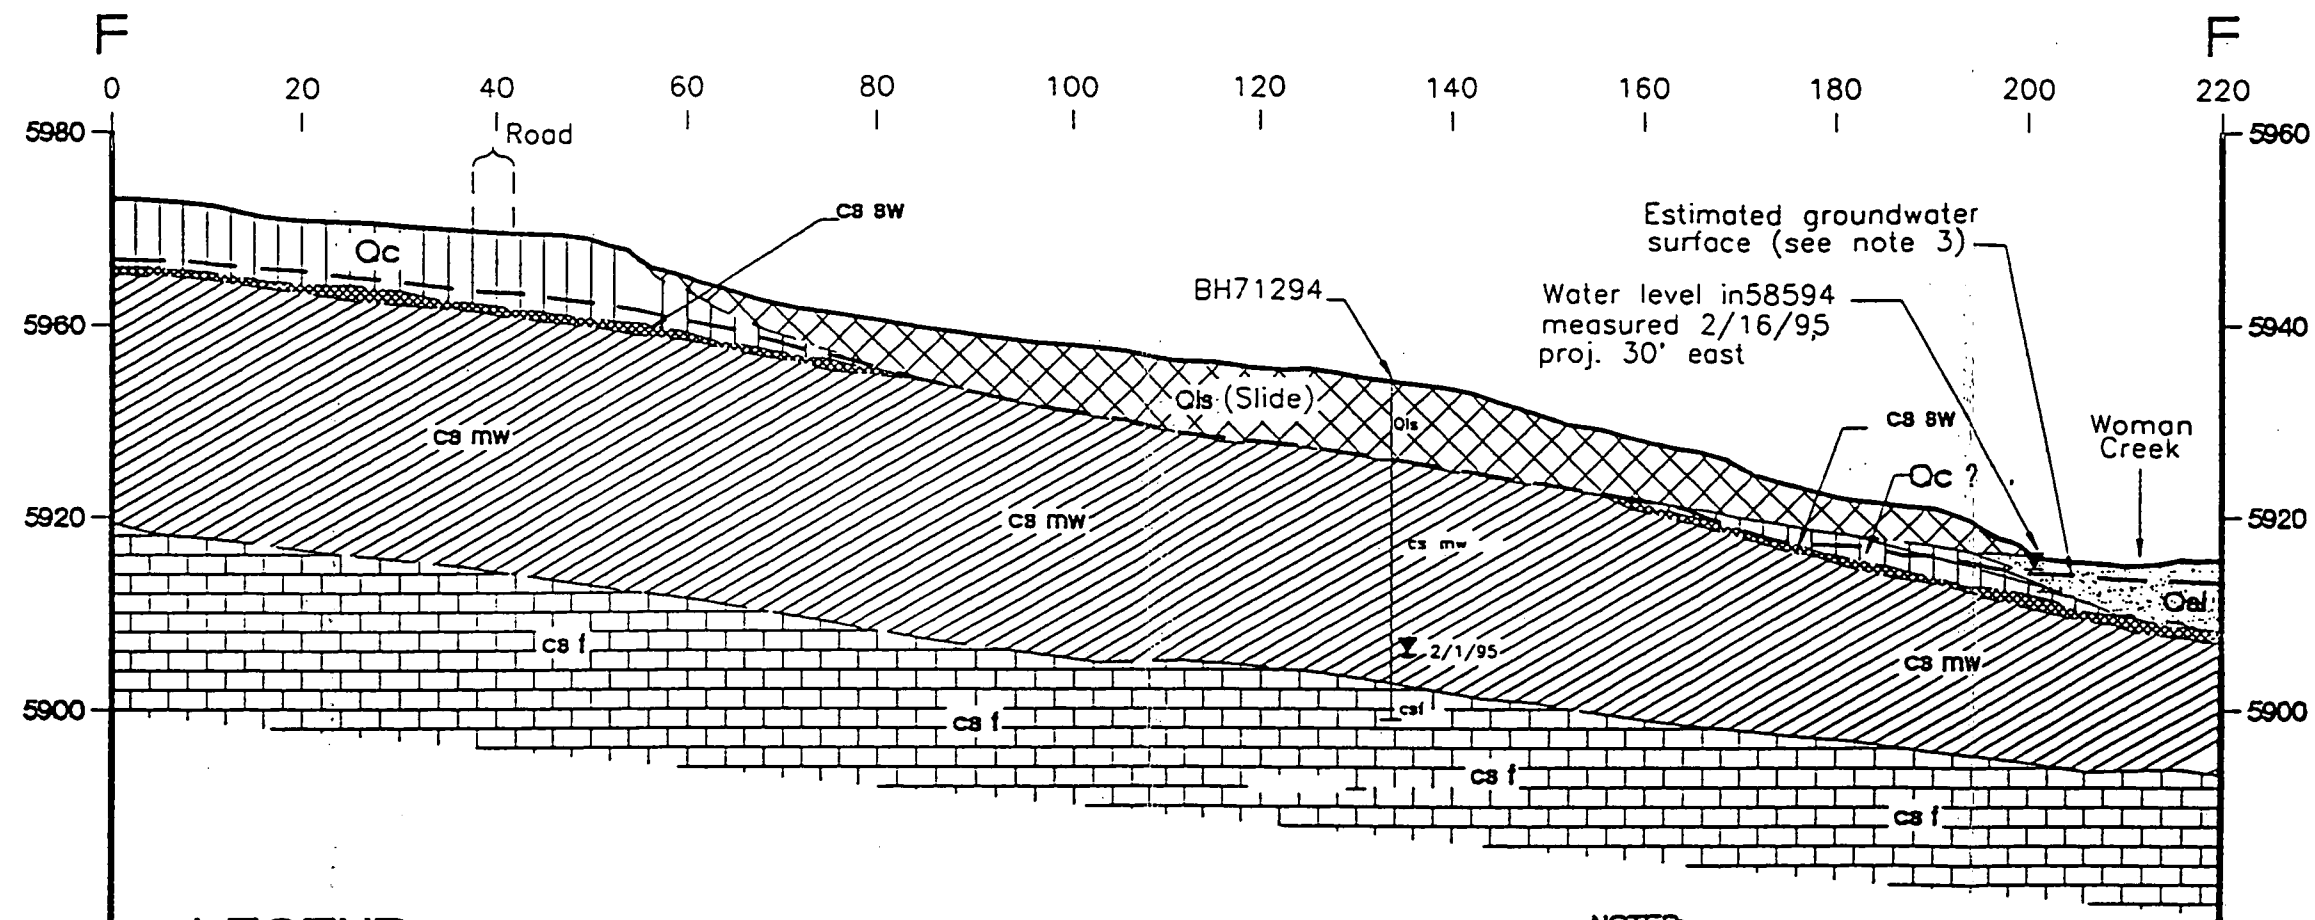 F F
0 20 40 60 80 100 120 140 160 180 200 220
5980 5960
Road
cs sw
Estimated groundwater
surface (see note 3)
Qc
BH71294
Water level in58594
measured 2/16/95
proj. 30' east
5960 5940
Qls (Slide)
Qls
cs sw
Woman
Creek
cs mw
Qc ?
5920 5920
cs mw
cs mw
Qal
cs f
2/1/95
cs mw
5900 5900
cs f
csf
cs f
cs f